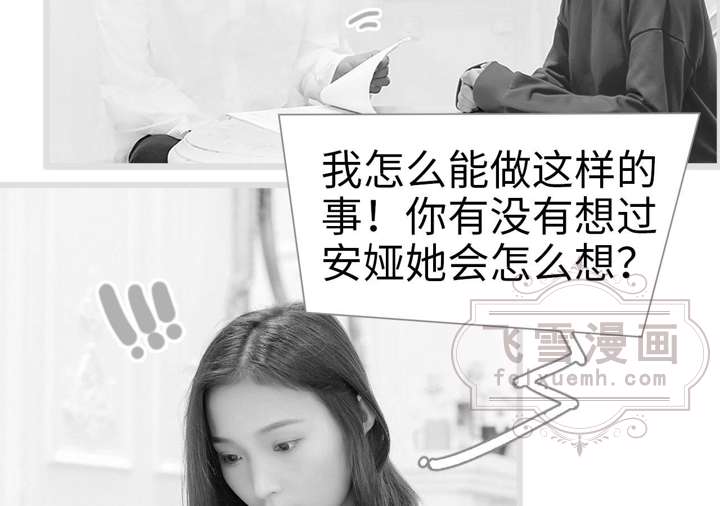 我怎么能做这样的
事！你有没有想过
安娅她会怎么想？
!!!
飞雪漫画
feixuemh.com